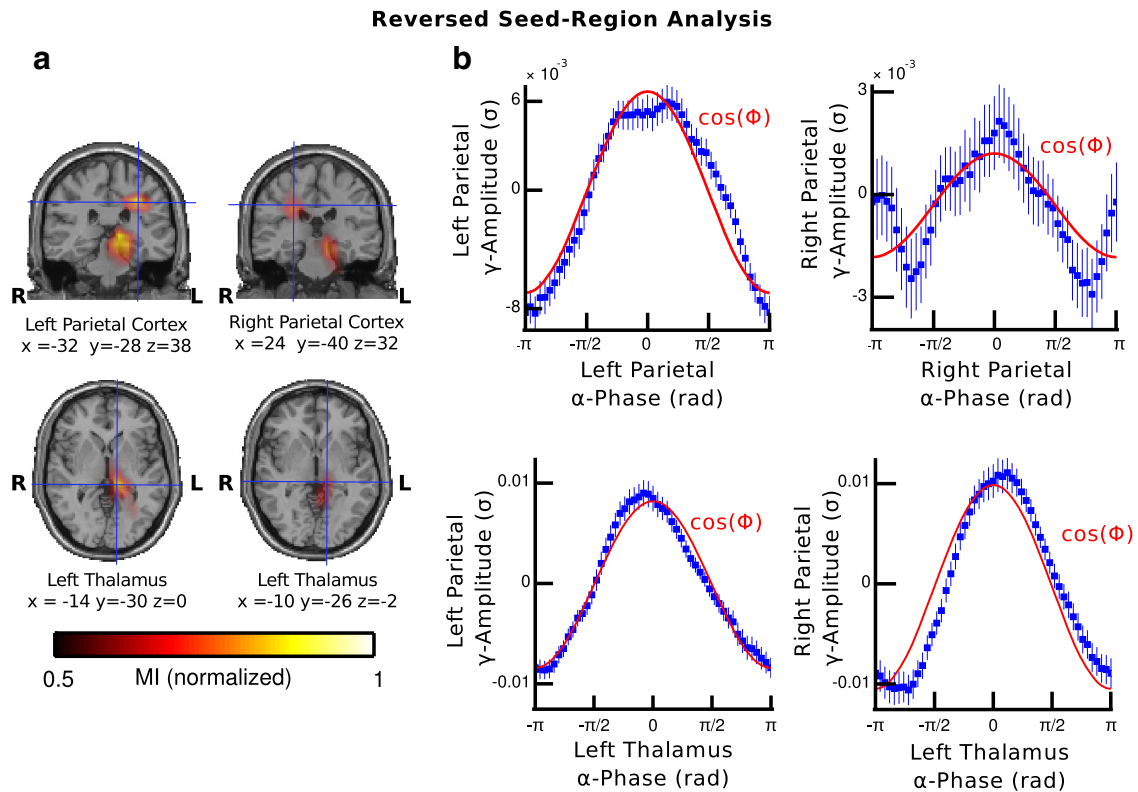 Reversed Seed-Region Analysis
a
R L
Left Parietal Cortex
x =-32 y=-28 z=38
R L
Right Parietal Cortex
x =24 y=-40 z=32
R L
Left Thalamus
x = -14 y=-30 z=0
R L
Left Thalamus
x =-10 y=-26 z=-2
0.5 MI (normalized) 1
b
× 10⁻³
6
0
-8
Left Parietal
γ-Amplitude (σ)
cos(Φ)
-π -π/2 0 π/2 π
Left Parietal
α-Phase (rad)
× 10⁻³
3
0
-3
Right Parietal
γ-Amplitude (σ)
cos(Φ)
-π -π/2 0 π/2 π
Right Parietal
α-Phase (rad)
0.01
0
-0.01
Left Parietal
γ-Amplitude (σ)
cos(Φ)
-π -π/2 0 π/2 π
Left Thalamus
α-Phase (rad)
0.01
0
-0.01
Right Parietal
γ-Amplitude (σ)
cos(Φ)
-π -π/2 0 π/2 π
Left Thalamus
α-Phase (rad)